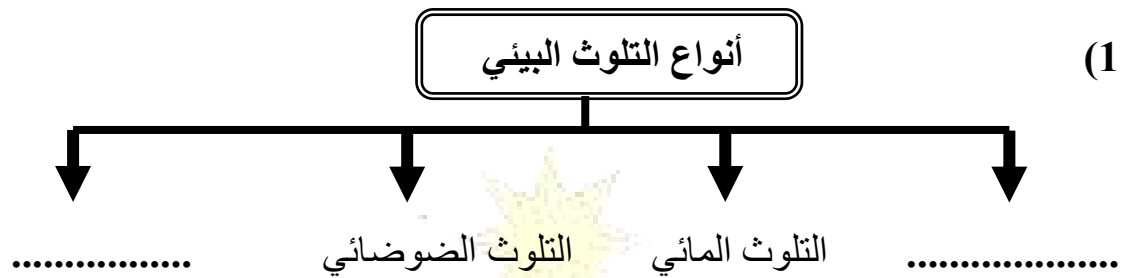 (1
أنواع التلوث البيئي
................... التلوث المائي التلوث الضوضائي .................